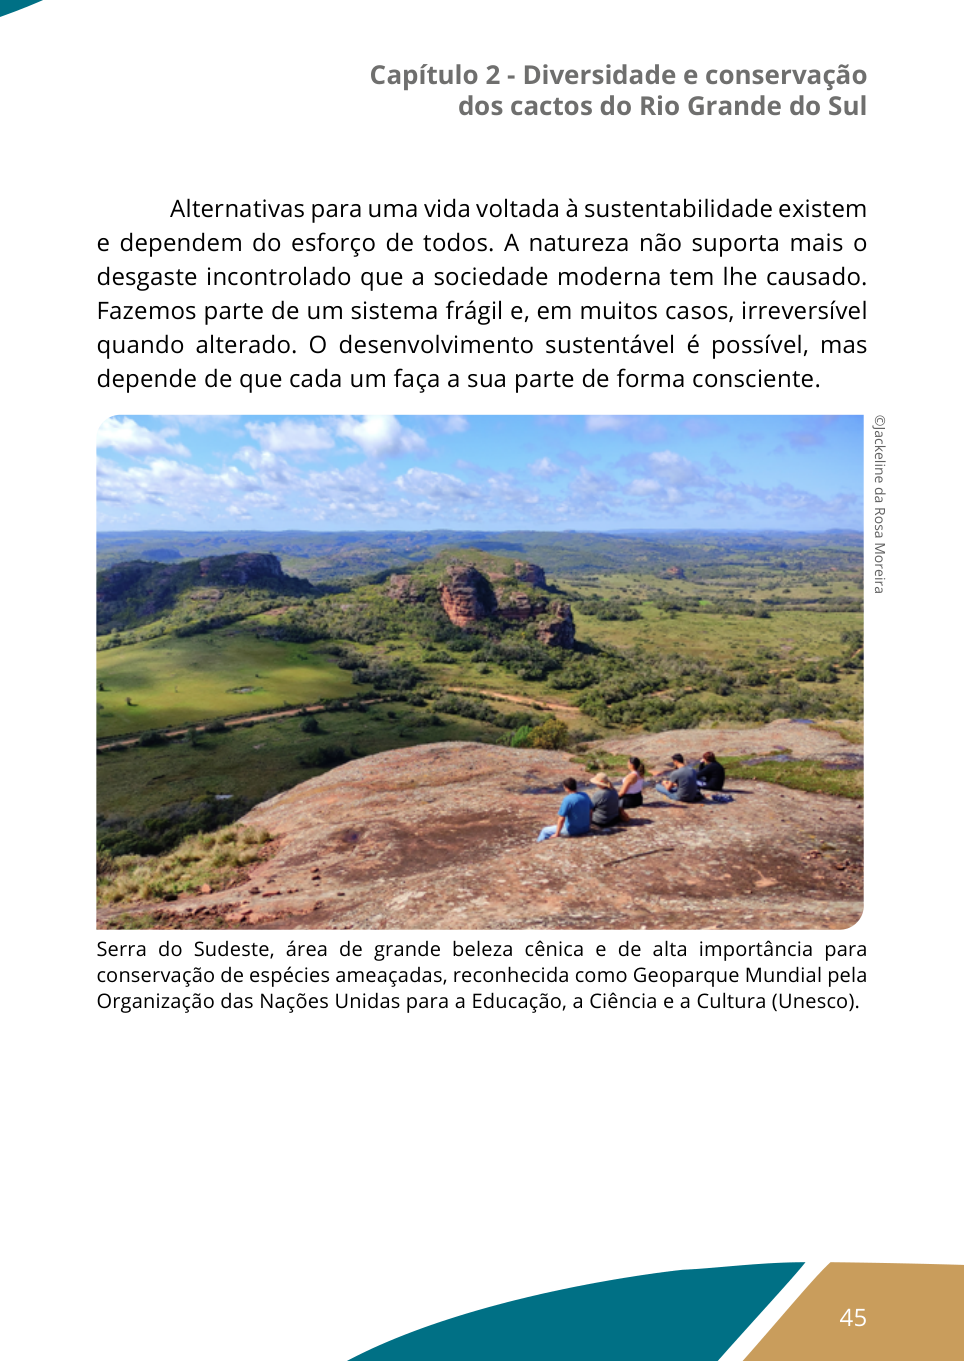 Capítulo 2 - Diversidade e conservação
dos cactos do Rio Grande do Sul
Alternativas para uma vida voltada à sustentabilidade existem
e dependem do esforço de todos. A natureza não suporta mais o
desgaste incontrolado que a sociedade moderna tem lhe causado.
Fazemos parte de um sistema frágil e, em muitos casos, irreversível
quando alterado. O desenvolvimento sustentável é possível, mas
depende de que cada um faça a sua parte de forma consciente.
©Jackeline da Rosa Moreira
Serra do Sudeste, área de grande beleza cênica e de alta importância para
conservação de espécies ameaçadas, reconhecida como Geoparque Mundial pela
Organização das Nações Unidas para a Educação, a Ciência e a Cultura (Unesco).
45